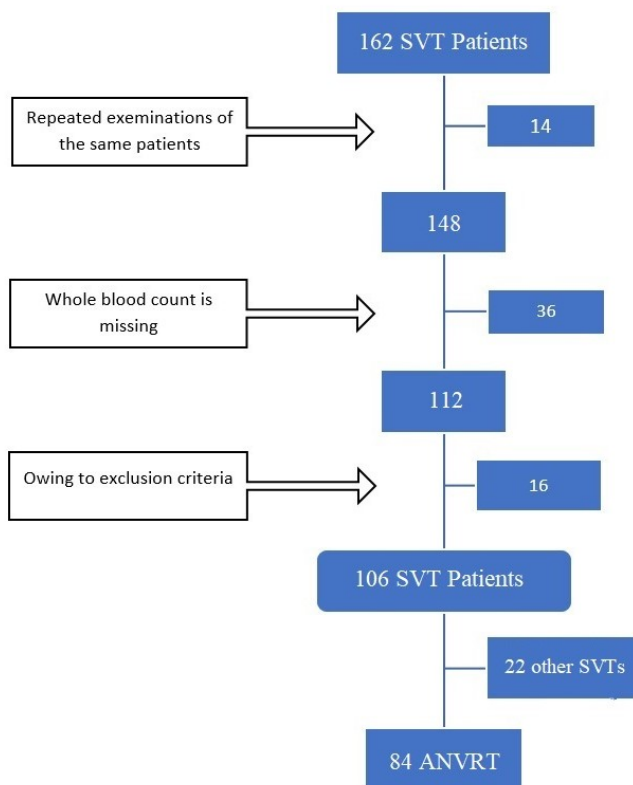 162 SVT Patients
Repeated exeminations of
the same patients
14
148
Whole blood count is
missing
36
112
Owing to exclusion criteria
16
106 SVT Patients
22 other SVTs
84 ANVRT